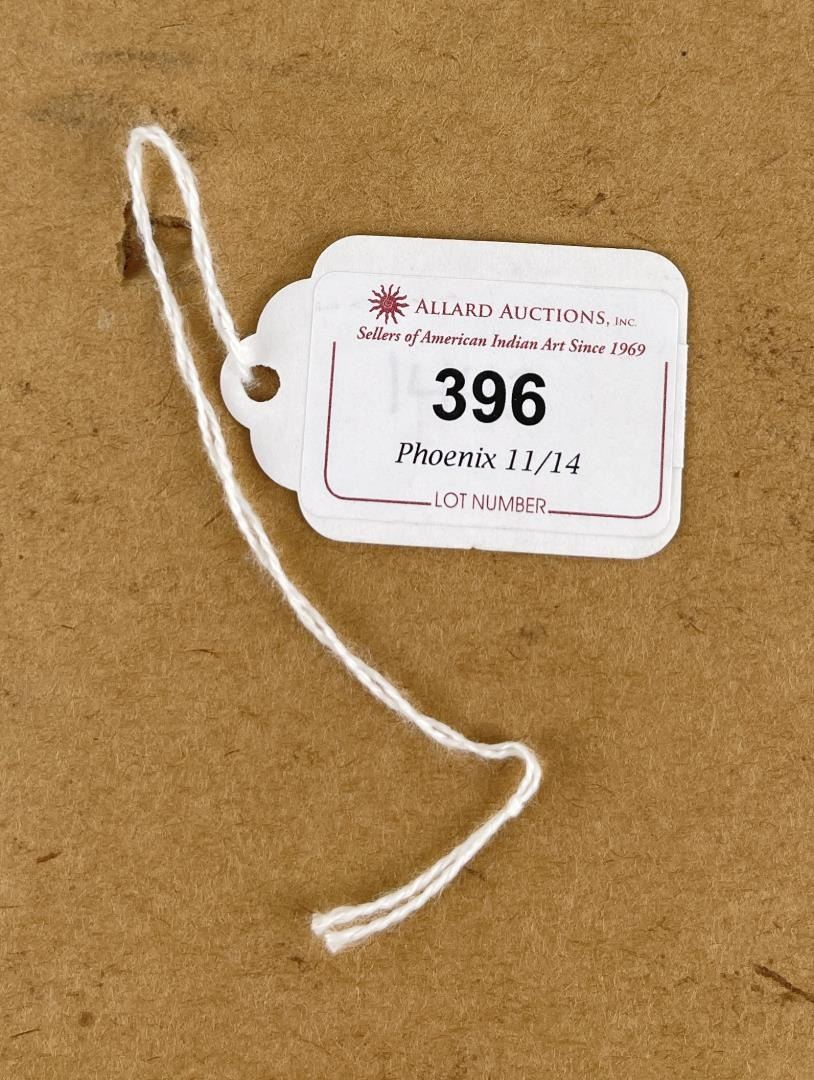 ALLARD AUCTIONS, INC.
Sellers of American Indian Art Since 1969
396
Phoenix 11/14
LOT NUMBER